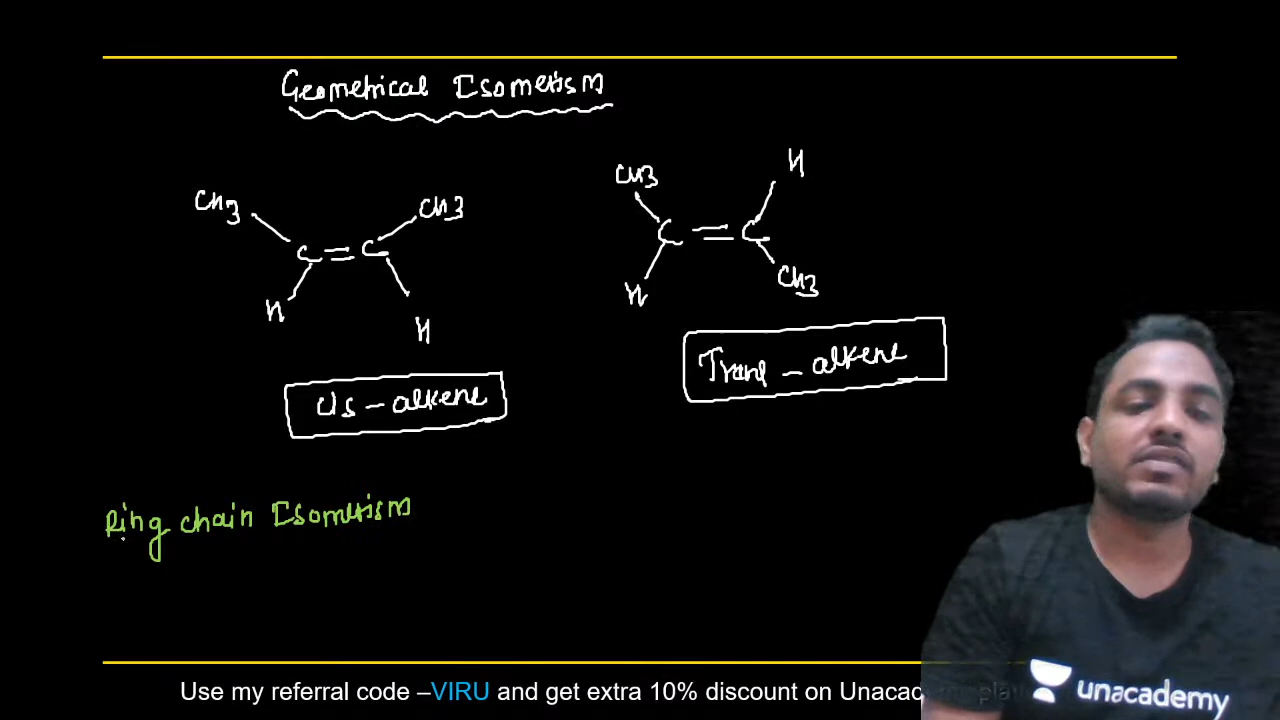 Geometrical Isomerism
CH3 CH3
C = C
H H
CH3 H
C = C
H CH3
Cis - alkene
Trans - alkene
Ring chain Isomerism
Use my referral code –VIRU and get extra 10% discount on Unacad
unacademy